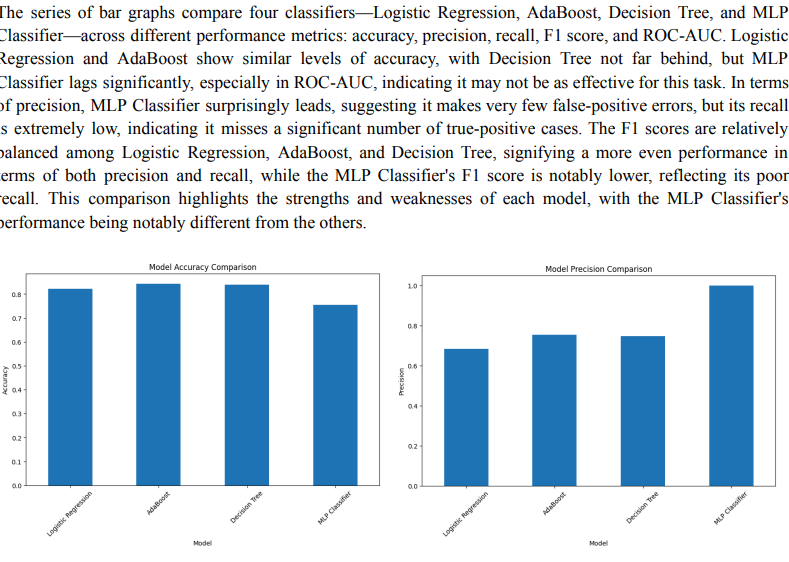 The series of bar graphs compare four classifiers—Logistic Regression, AdaBoost, Decision Tree, and MLP
Classifier—across different performance metrics: accuracy, precision, recall, F1 score, and ROC-AUC. Logistic
Regression and AdaBoost show similar levels of accuracy, with Decision Tree not far behind, but MLP
Classifier lags significantly, especially in ROC-AUC, indicating it may not be as effective for this task. In terms
of precision, MLP Classifier surprisingly leads, suggesting it makes very few false-positive errors, but its recall
is extremely low, indicating it misses a significant number of true-positive cases. The F1 scores are relatively
balanced among Logistic Regression, AdaBoost, and Decision Tree, signifying a more even performance in
terms of both precision and recall, while the MLP Classifier's F1 score is notably lower, reflecting its poor
recall. This comparison highlights the strengths and weaknesses of each model, with the MLP Classifier's
performance being notably different from the others.
Model Accuracy Comparison
Accuracy
0.8
0.7
0.6
0.5
0.4
0.3
0.2
0.1
0.0
Logistic Regression
AdaBoost
Decision Tree
MLP Classifier
Model
Model Precision Comparison
Precision
1.0
0.8
0.6
0.4
0.2
0.0
Logistic Regression
AdaBoost
Decision Tree
MLP Classifier
Model